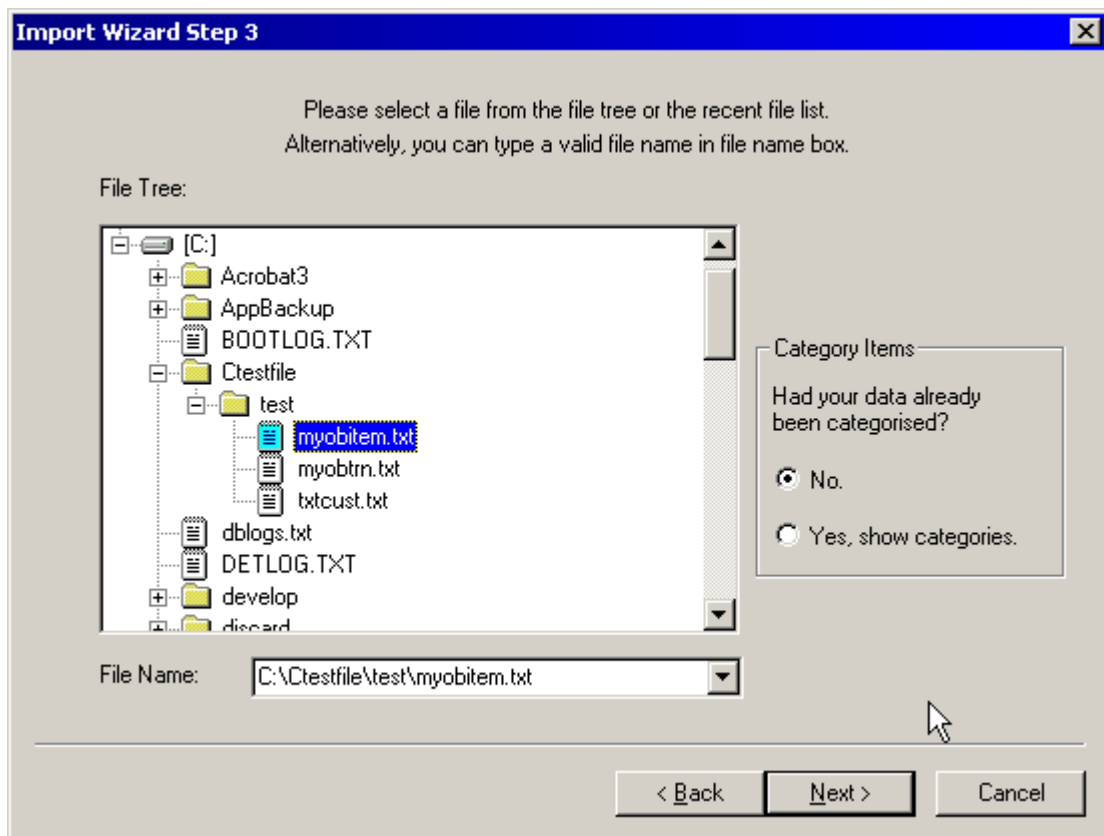 Import Wizard Step 3
Please select a file from the file tree or the recent file list.
Alternatively, you can type a valid file name in file name box.
File Tree:
[C:]
Acrobat3
AppBackup
BOOTLOG.TXT
Ctestfile
test
myobitem.txt
myobtrn.txt
txtcust.txt
dblogs.txt
DETLOG.TXT
develop
discard
Category Items
Had your data already
been categorised?
No.
Yes, show categories.
File Name:
C:\Ctestfile\test\myobitem.txt
< Back
Next >
Cancel